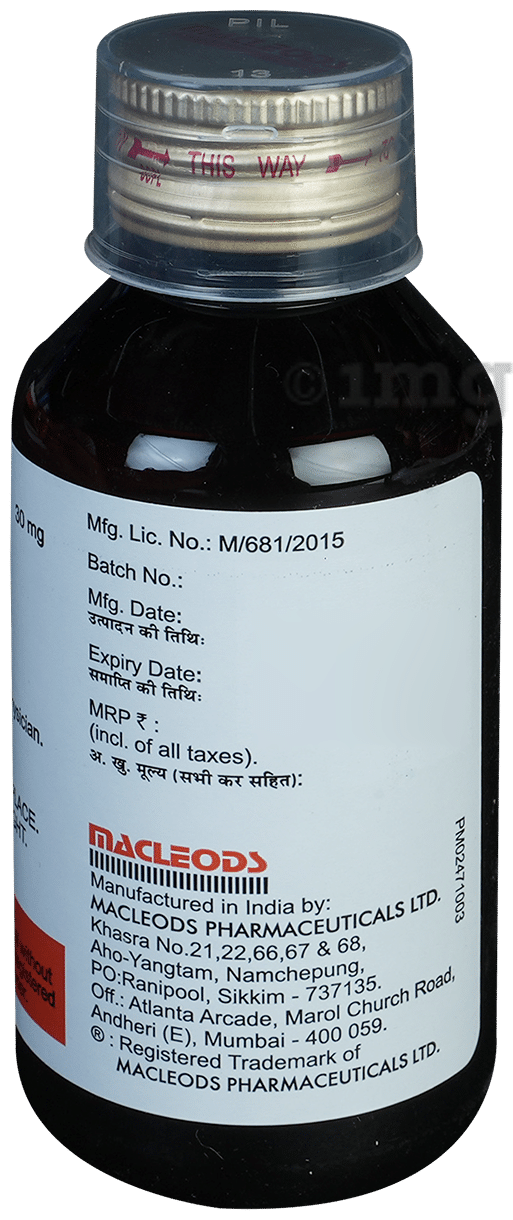 PIL
13
THIS WAY
© 1mg
30 mg
Mfg. Lic. No.: M/681/2015
Batch No.:
Mfg. Date:
उत्पादन की तिथि:
Expiry Date:
समाप्ति की तिथि:
MRP ₹ :
(incl. of all taxes).
अ. खु. मूल्य (सभी कर सहित):
MACLEODS
Manufactured in India by:
MACLEODS PHARMACEUTICALS LTD.
Khasra No.21,22,66,67 & 68,
Aho-Yangtam, Namchepung,
PO:Ranipool, Sikkim - 737135.
Off.: Atlanta Arcade, Marol Church Road,
Andheri (E), Mumbai - 400 059.
® : Registered Trademark of
MACLEODS PHARMACEUTICALS LTD.
PM02471003
without